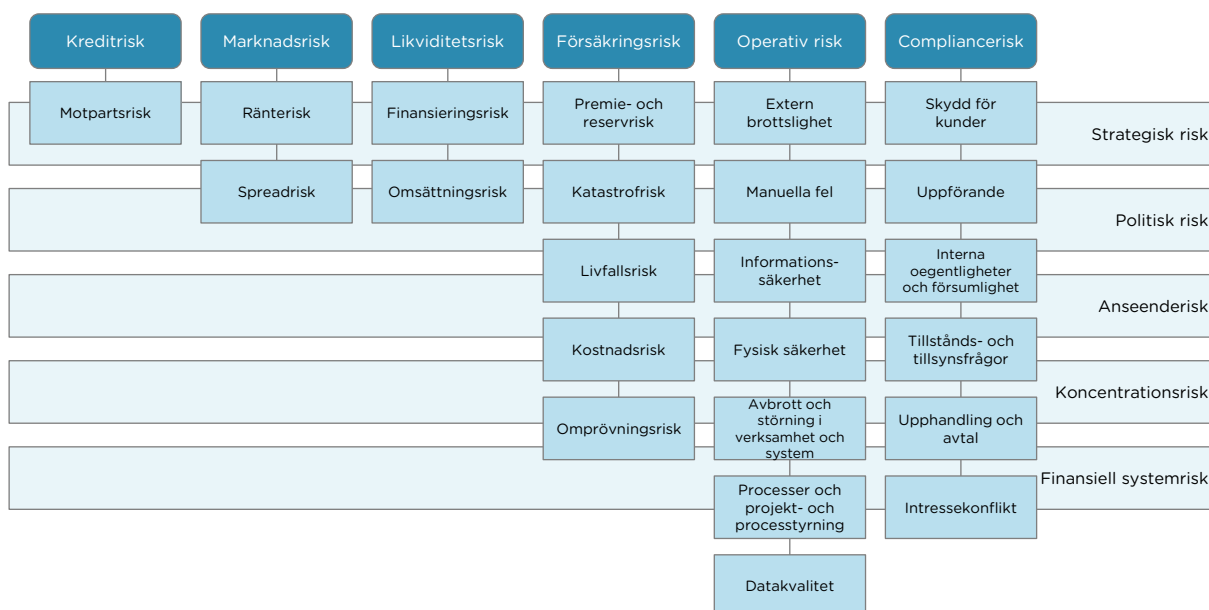 Kreditrisk
Marknadsrisk
Likviditetsrisk
Försäkringsrisk
Operativ risk
Compliancerisk
Motpartsrisk
Ränterisk
Finansieringsrisk
Premie- och
reservrisk
Extern
brottslighet
Skydd för
kunder
Strategisk risk
Spreadrisk
Omsättningsrisk
Katastrofrisk
Manuella fel
Uppförande
Politisk risk
Livfallsrisk
Informations-
säkerhet
Interna
oegentligheter
och försumlighet
Anseenderisk
Kostnadsrisk
Fysisk säkerhet
Tillstånds- och
tillsynsfrågor
Koncentrationsrisk
Omprövningsrisk
Avbrott och
störning i
verksamhet och
system
Upphandling och
avtal
Finansiell systemrisk
Processer och
projekt- och
processtyrning
Intressekonflikt
Datakvalitet